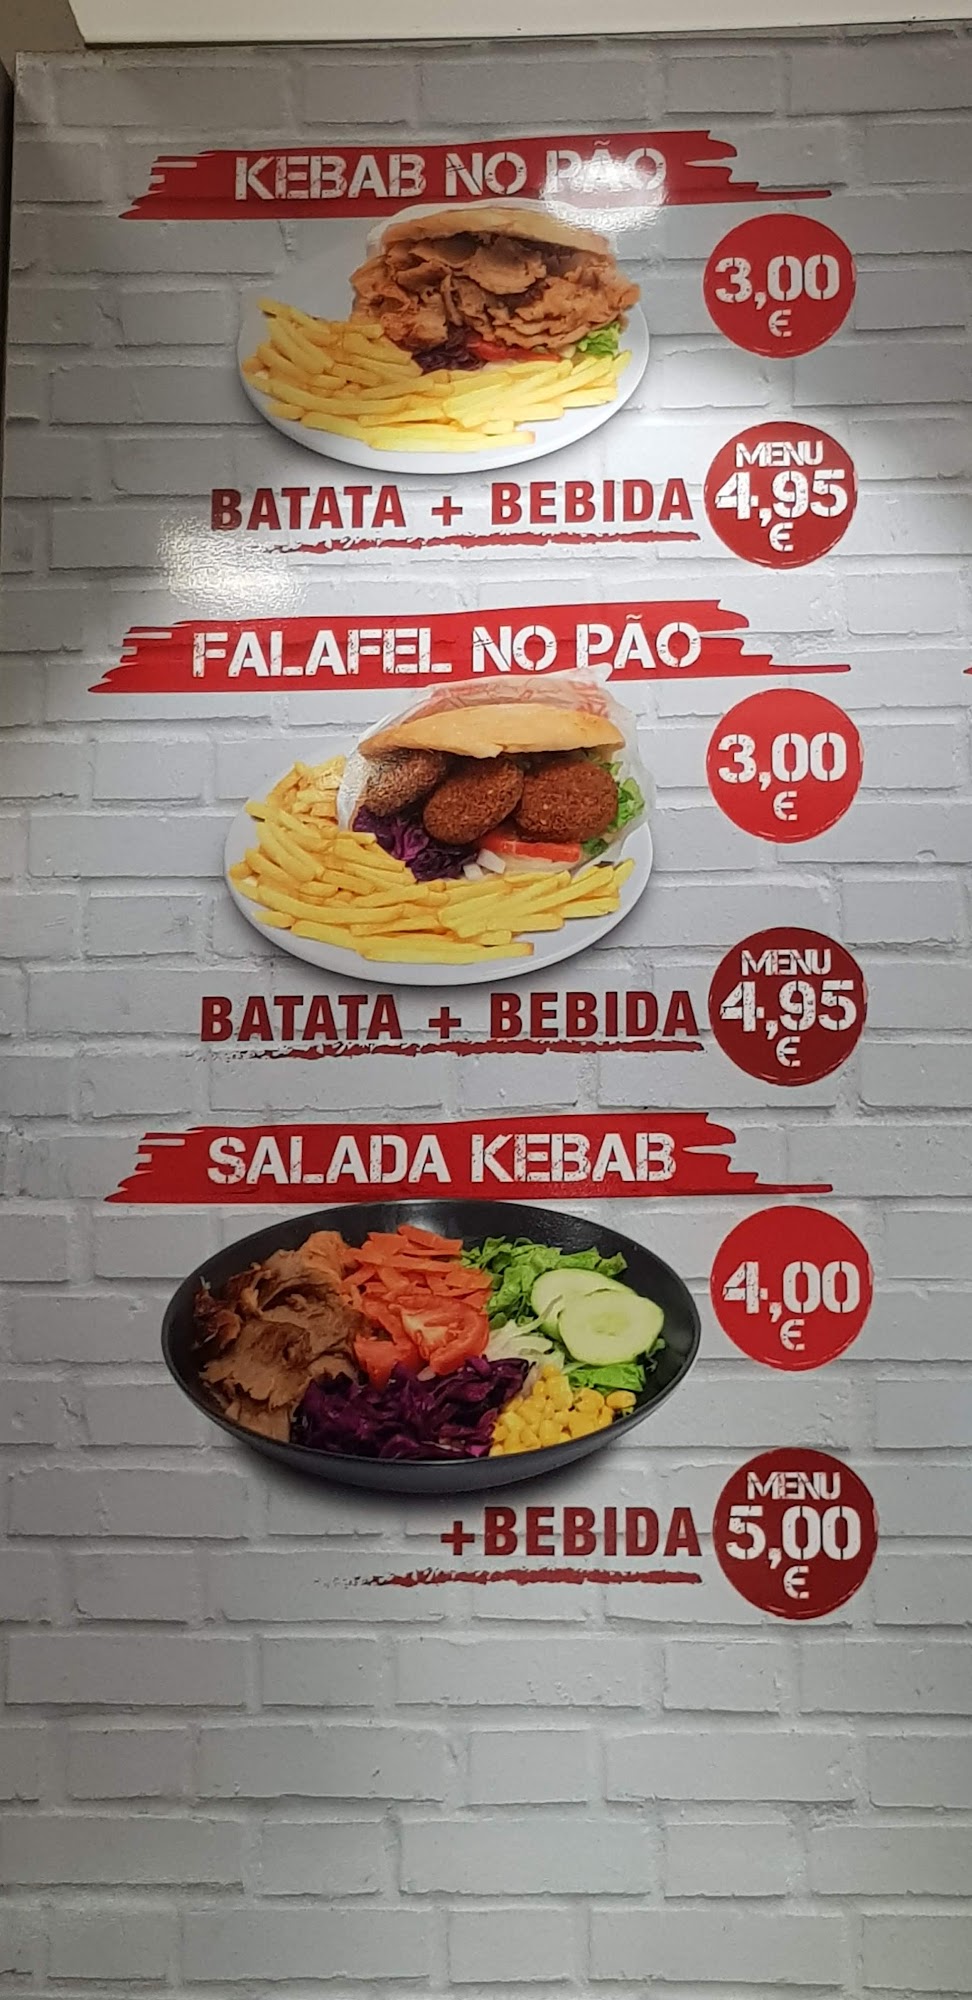 KEBAB NO PÃO
3,00
€
BATATA + BEBIDA
MENU
4,95
€
FALAFEL NO PÃO
3,00
€
BATATA + BEBIDA
MENU
4,95
€
SALADA KEBAB
4,00
€
+BEBIDA
MENU
5,00
€